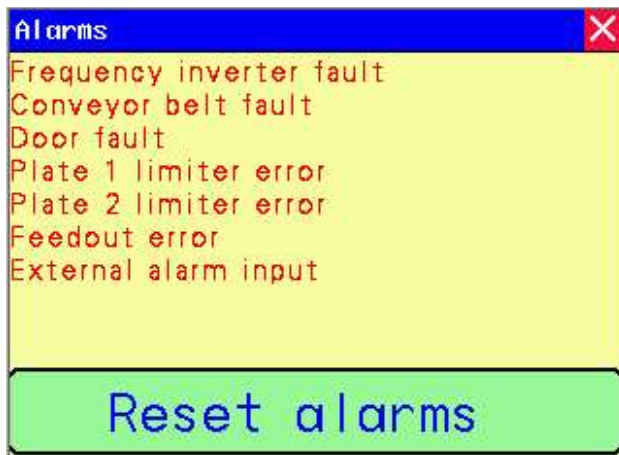 Alarms
Frequency inverter fault
Conveyor belt fault
Door fault
Plate 1 limiter error
Plate 2 limiter error
Feedout error
External alarm input
Reset alarms